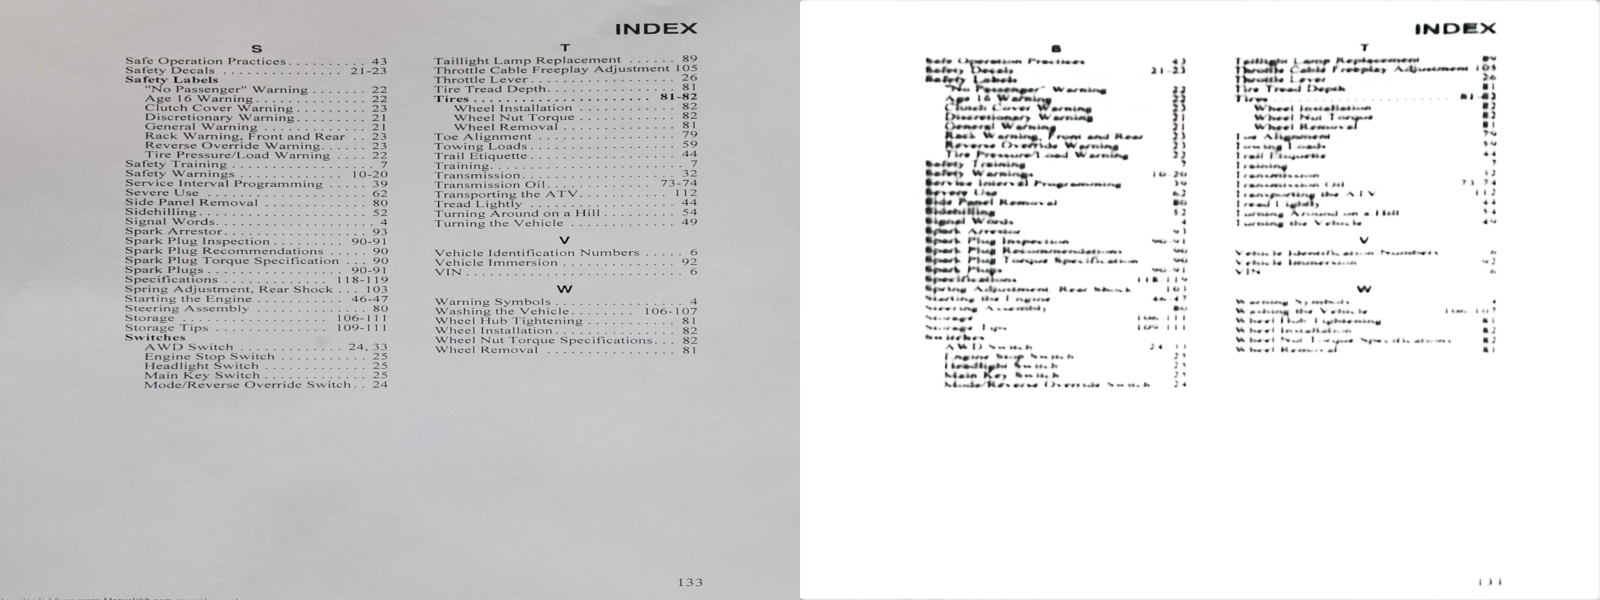 INDEX
S
Safe Operation Practices.......... 43
Safety Decals ............... 21-23
Safety Labels
"No Passenger" Warning ....... 22
Age 16 Warning............. 22
Clutch Cover Warning......... 23
Discretionary Warning......... 21
General Warning ............ 21
Rack Warning, Front and Rear .. 23
Reverse Override Warning...... 23
Tire Pressure/Load Warning .... 22
Safety Training................ 7
Safety Warnings ............. 10-20
Service Interval Programming ..... 39
Severe Use .................. 62
Side Panel Removal ............ 80
Sidehilling.................... 52
Signal Words.................. 4
Spark Arrestor................. 93
Spark Plug Inspection .......... 90-91
Spark Plug Recommendations ..... 90
Spark Plug Torque Specification ... 90
Spark Plugs ................. 90-91
Specifications .............. 118-119
Spring Adjustment, Rear Shock ... 103
Starting the Engine ............ 46-47
Steering Assembly ............. 80
Storage ................... 106-111
Storage Tips ............... 109-111
Switches
AWD Switch .............. 24, 33
Engine Stop Switch ........... 25
Headlight Switch ............ 25
Main Key Switch ............ 25
Mode/Reverse Override Switch.. 24
T
Taillight Lamp Replacement ...... 89
Throttle Cable Freeplay Adjustment 105
Throttle Lever................. 26
Tire Tread Depth............... 81
Tires ...................... 81-82
Wheel Installation ............ 82
Wheel Nut Torque ........... 82
Wheel Removal ............. 81
Toe Alignment ................ 79
Towing Loads................. 59
Trail Etiquette................. 44
Training..................... 7
Transmission.................. 32
Transmission Oil............. 73-74
Transporting the ATV.......... 112
Tread Lightly ................. 44
Turning Around on a Hill......... 54
Turning the Vehicle ............ 49
V
Vehicle Identification Numbers ..... 6
Vehicle Immersion ............. 92
VIN........................ 6
W
Warning Symbols .............. 4
Washing the Vehicle......... 106-107
Wheel Hub Tightening .......... 81
Wheel Installation.............. 82
Wheel Nut Torque Specifications... 82
Wheel Removal ............... 81
133